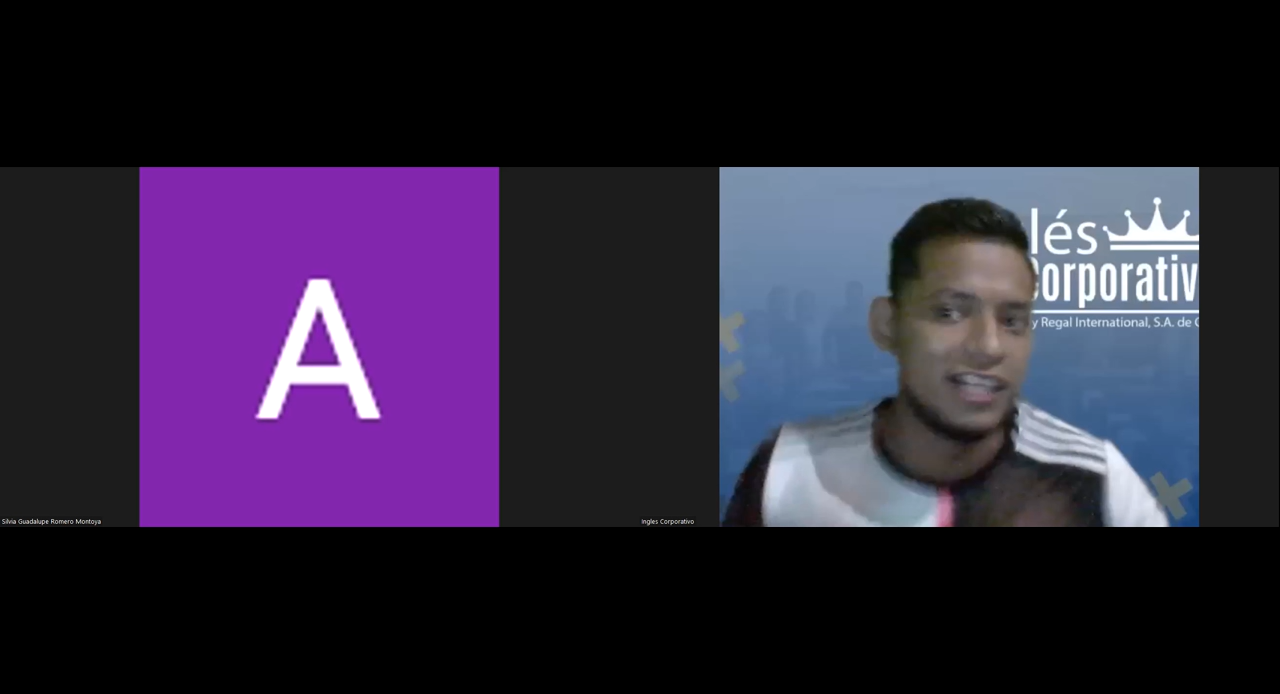 A
Silvia Guadalupe Romero Montoya
lés
Corporativ
y Regal International, S.A. de C
Ingles Corporativo